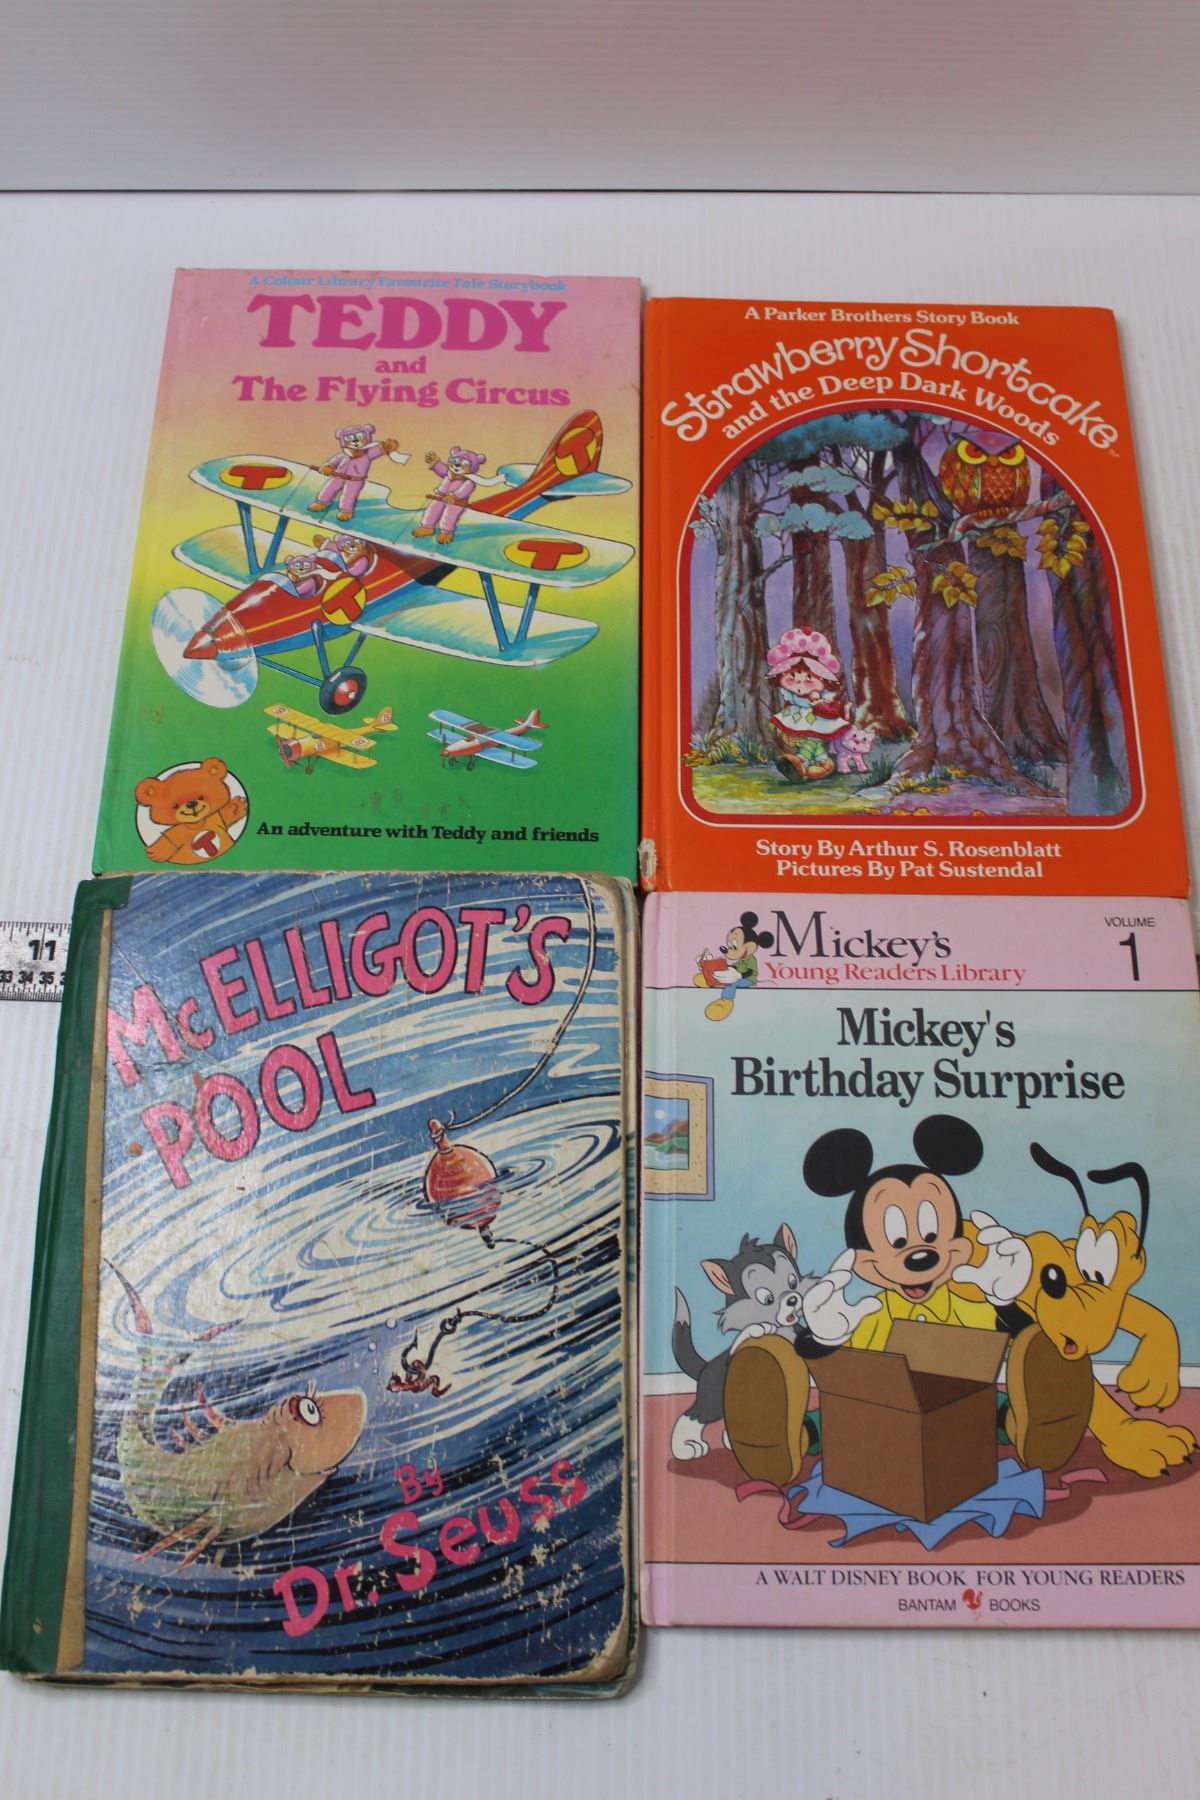 A Colour Library Favourite Tale Storybook
TEDDY
and
The Flying Circus
T
T
T
T
T
An adventure with Teddy and friends
A Parker Brothers Story Book
Strawberry Shortcake
and the Deep Dark Woods
Story By Arthur S. Rosenblatt
Pictures By Pat Sustendal
11
33 34 35
McELLIGOT'S
POOL
By
Dr. Seuss
Mickey's
Young Readers Library
VOLUME
1
Mickey's
Birthday Surprise
A WALT DISNEY BOOK FOR YOUNG READERS
BANTAM BOOKS